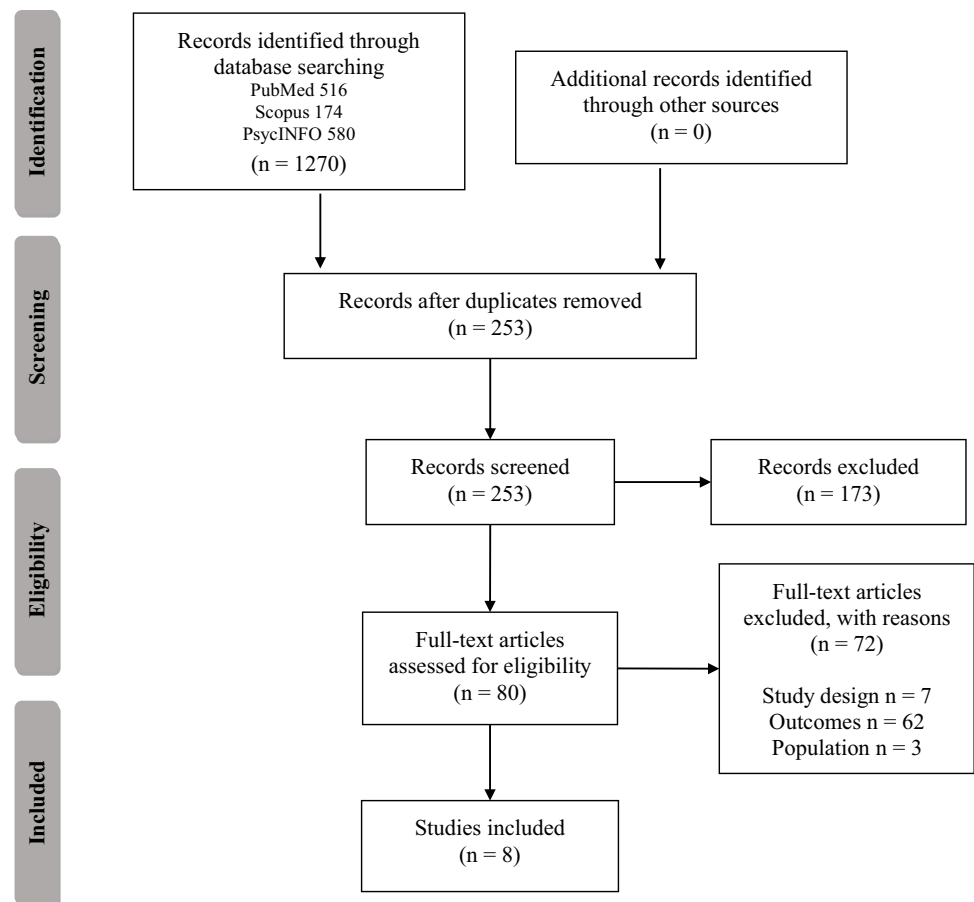 Identification
Records identified through
database searching
PubMed 516
Scopus 174
PsycINFO 580
(n = 1270)
Additional records identified
through other sources
(n = 0)
Screening
Records after duplicates removed
(n = 253)
Records screened
(n = 253)
Records excluded
(n = 173)
Eligibility
Full-text articles
assessed for eligibility
(n = 80)
Full-text articles
excluded, with reasons
(n = 72)
Study design n = 7
Outcomes n = 62
Population n = 3
Included
Studies included
(n = 8)